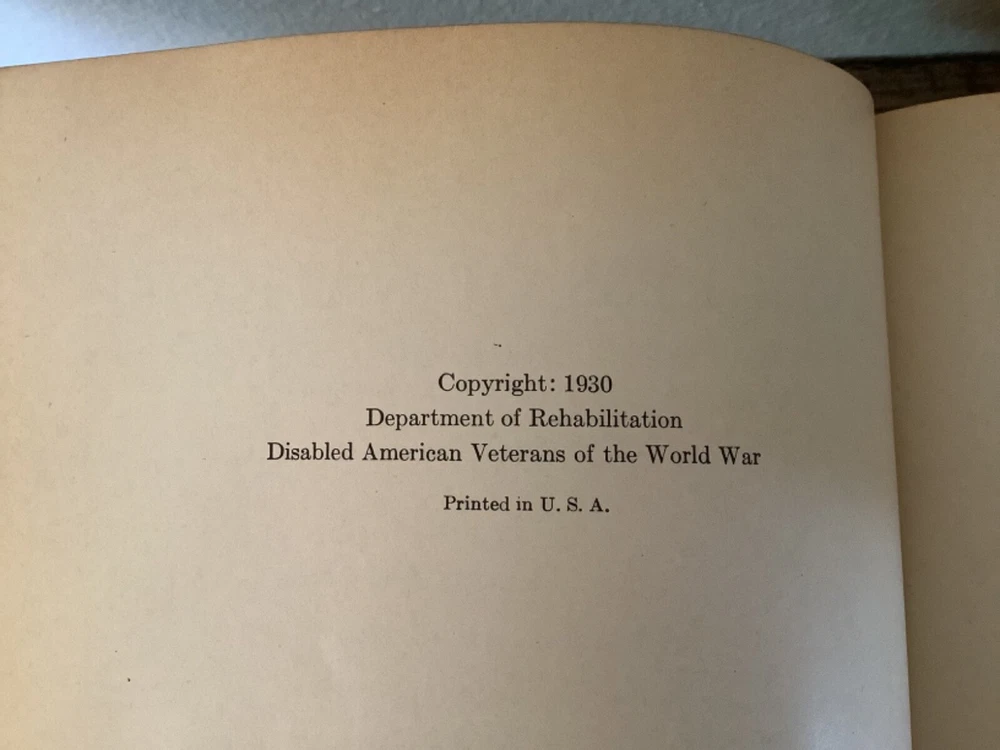 Copyright: 1930
Department of Rehabilitation
Disabled American Veterans of the World War
Printed in U. S. A.